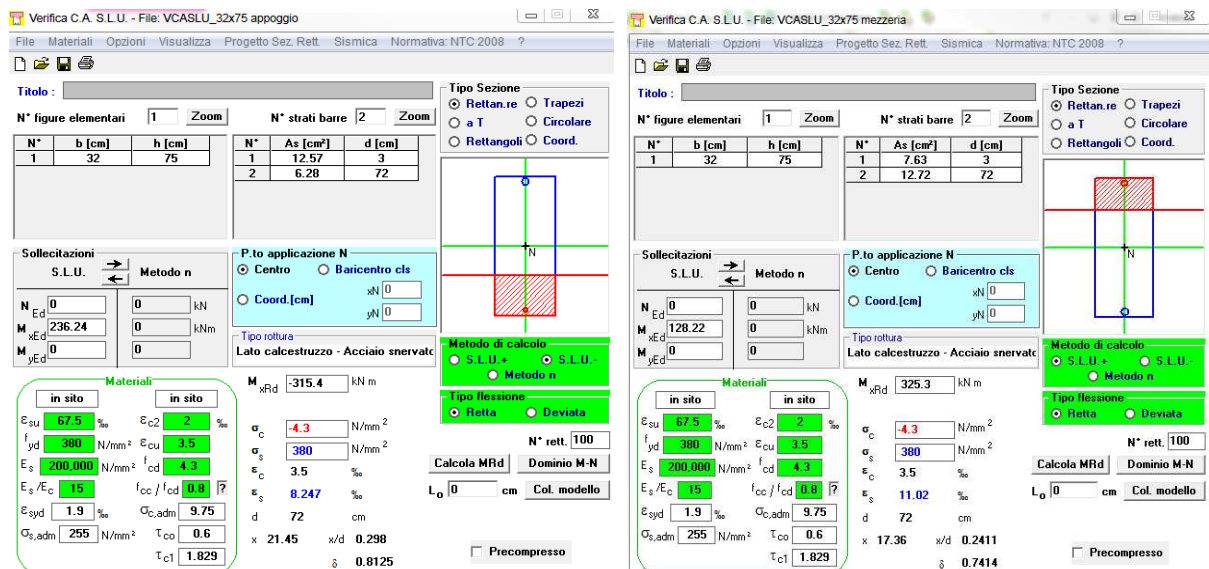 Verifica C.A. S.L.U. - File: VCASLU_32x75 appoggio
File Materiali Opzioni Visualizza Progetto Sez. Rett. Sismica Normativa: NTC 2008 ?
Titolo :
N° figure elementari 1 Zoom
N° strati barre 2 Zoom
N° b [cm] h [cm]
1 32 75
N° As [cm²] d [cm]
1 12.57 3
2 6.28 72
Tipo Sezione
Rettan.re Trapezi
a T Circolare
Rettangoli Coord.
N
Sollecitazioni
S.L.U. Metodo n
N Ed 0 0 kN
M xEd 236.24 0 kNm
M yEd 0 0
P.to applicazione N
Centro Baricentro cls
Coord.[cm] xN 0
yN 0
Tipo rottura
Lato calcestruzzo - Acciaio snervato
Metodo di calcolo
S.L.U.+ S.L.U.-
Metodo n
Tipo flessione
Retta Deviata
Materiali
in sito in sito
εsu 67.5 ‰ εc2 2 ‰
fyd 380 N/mm² εcu 3.5
Es 200,000 N/mm² fcd 4.3
Es /Ec 15 fcc / fcd 0.8 ?
εsyd 1.9 ‰ σc,adm 9.75
σs,adm 255 N/mm² τco 0.6
τc1 1.829
M xRd -315.4 kN m
σc -4.3 N/mm²
σs 380 N/mm²
εc 3.5 ‰
εs 8.247 ‰
d 72 cm
x 21.45 x/d 0.298
δ 0.8125
N° rett. 100
Calcola MRd Dominio M-N
Lo 0 cm Col. modello
Precompresso
Verifica C.A. S.L.U. - File: VCASLU_32x75 mezzeria
File Materiali Opzioni Visualizza Progetto Sez. Rett. Sismica Normativa: NTC 2008 ?
Titolo :
N° figure elementari 1 Zoom
N° strati barre 2 Zoom
N° b [cm] h [cm]
1 32 75
N° As [cm²] d [cm]
1 7.63 3
2 12.72 72
Tipo Sezione
Rettan.re Trapezi
a T Circolare
Rettangoli Coord.
N
Sollecitazioni
S.L.U. Metodo n
N Ed 0 0 kN
M xEd 128.22 0 kNm
M yEd 0 0
P.to applicazione N
Centro Baricentro cls
Coord.[cm] xN 0
yN 0
Tipo rottura
Lato calcestruzzo - Acciaio snervato
Metodo di calcolo
S.L.U.+ S.L.U.-
Metodo n
Tipo flessione
Retta Deviata
Materiali
in sito in sito
εsu 67.5 ‰ εc2 2 ‰
fyd 380 N/mm² εcu 3.5
Es 200,000 N/mm² fcd 4.3
Es /Ec 15 fcc / fcd 0.8 ?
εsyd 1.9 ‰ σc,adm 9.75
σs,adm 255 N/mm² τco 0.6
τc1 1.829
M xRd 325.3 kN m
σc -4.3 N/mm²
σs 380 N/mm²
εc 3.5 ‰
εs 11.02 ‰
d 72 cm
x 17.36 x/d 0.2411
δ 0.7414
N° rett. 100
Calcola MRd Dominio M-N
Lo 0 cm Col. modello
Precompresso